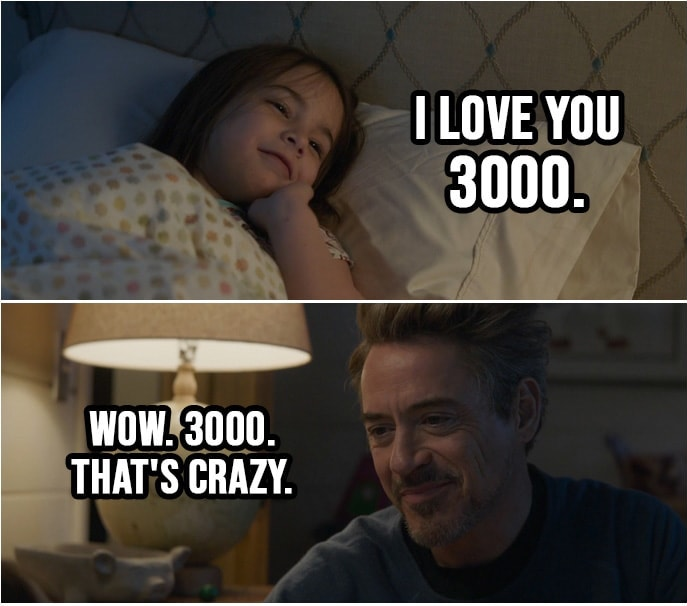 I LOVE YOU
3000.
WOW. 3000.
THAT'S CRAZY.